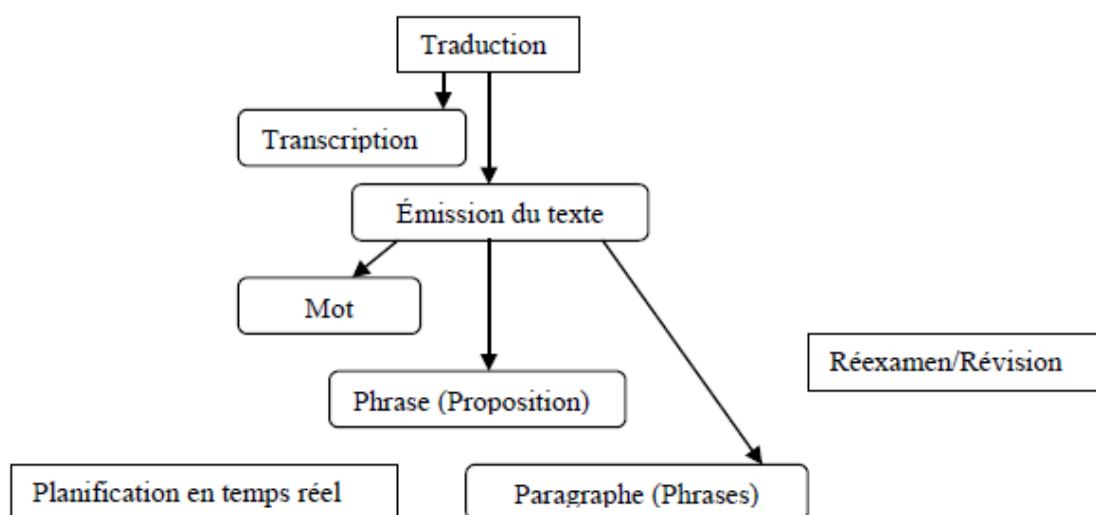 Traduction
Transcription
Émission du texte
Mot
Réexamen/Révision
Phrase (Proposition)
Planification en temps réel
Paragraphe (Phrases)